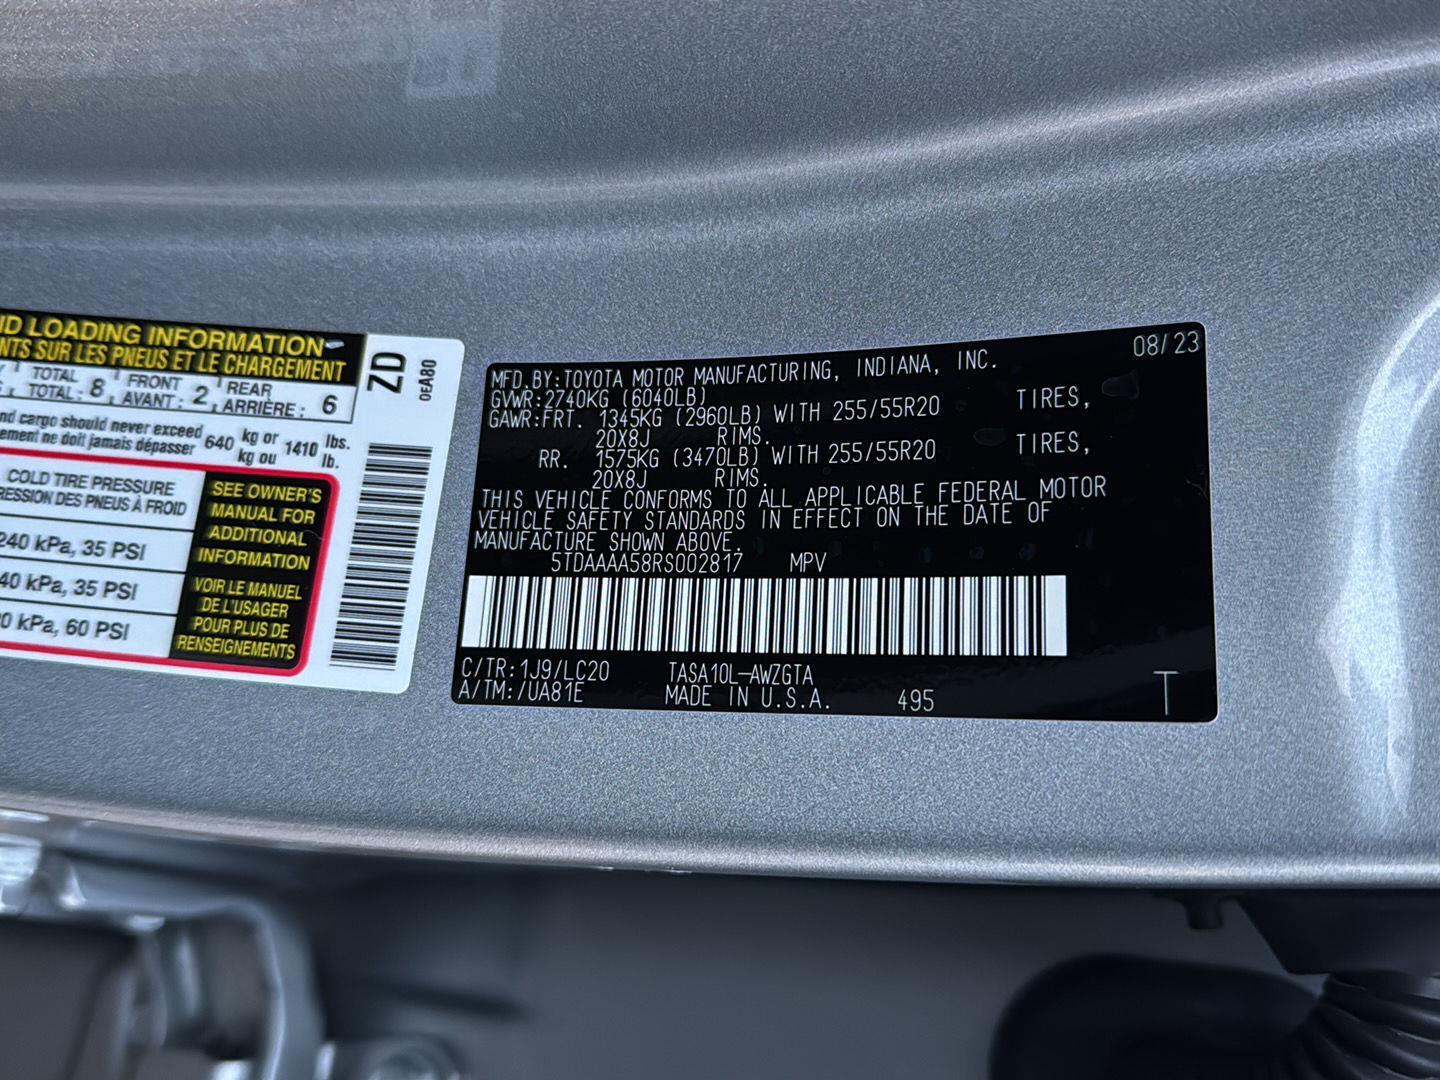 ND LOADING INFORMATION
NTS SUR LES PNEUS ET LE CHARGEMENT
TOTAL 8 FRONT 2 REAR 6
TOTAL : AVANT : ARRIÈRE :
nd cargo should never exceed 640 kg or 1410 lbs.
ement ne doit jamais dépasser kg ou lb.
COLD TIRE PRESSURE
RESSION DES PNEUS À FROID
240 kPa, 35 PSI
40 kPa, 35 PSI
0 kPa, 60 PSI
SEE OWNER'S
MANUAL FOR
ADDITIONAL
INFORMATION
VOIR LE MANUEL
DE L'USAGER
POUR PLUS DE
RENSEIGNEMENTS
ZD
0EA80
08/23
MFD.BY:TOYOTA MOTOR MANUFACTURING, INDIANA, INC.
GVWR:2740KG (6040LB)
GAWR:FRT. 1345KG (2960LB) WITH 255/55R20 TIRES,
20X8J RIMS.
RR. 1575KG (3470LB) WITH 255/55R20 TIRES,
20X8J RIMS.
THIS VEHICLE CONFORMS TO ALL APPLICABLE FEDERAL MOTOR
VEHICLE SAFETY STANDARDS IN EFFECT ON THE DATE OF
MANUFACTURE SHOWN ABOVE.
5TDAAAA58RS002817 MPV
C/TR:1J9/LC20 TASA10L-AWZGTA
A/TM:/UA81E MADE IN U.S.A. 495 T